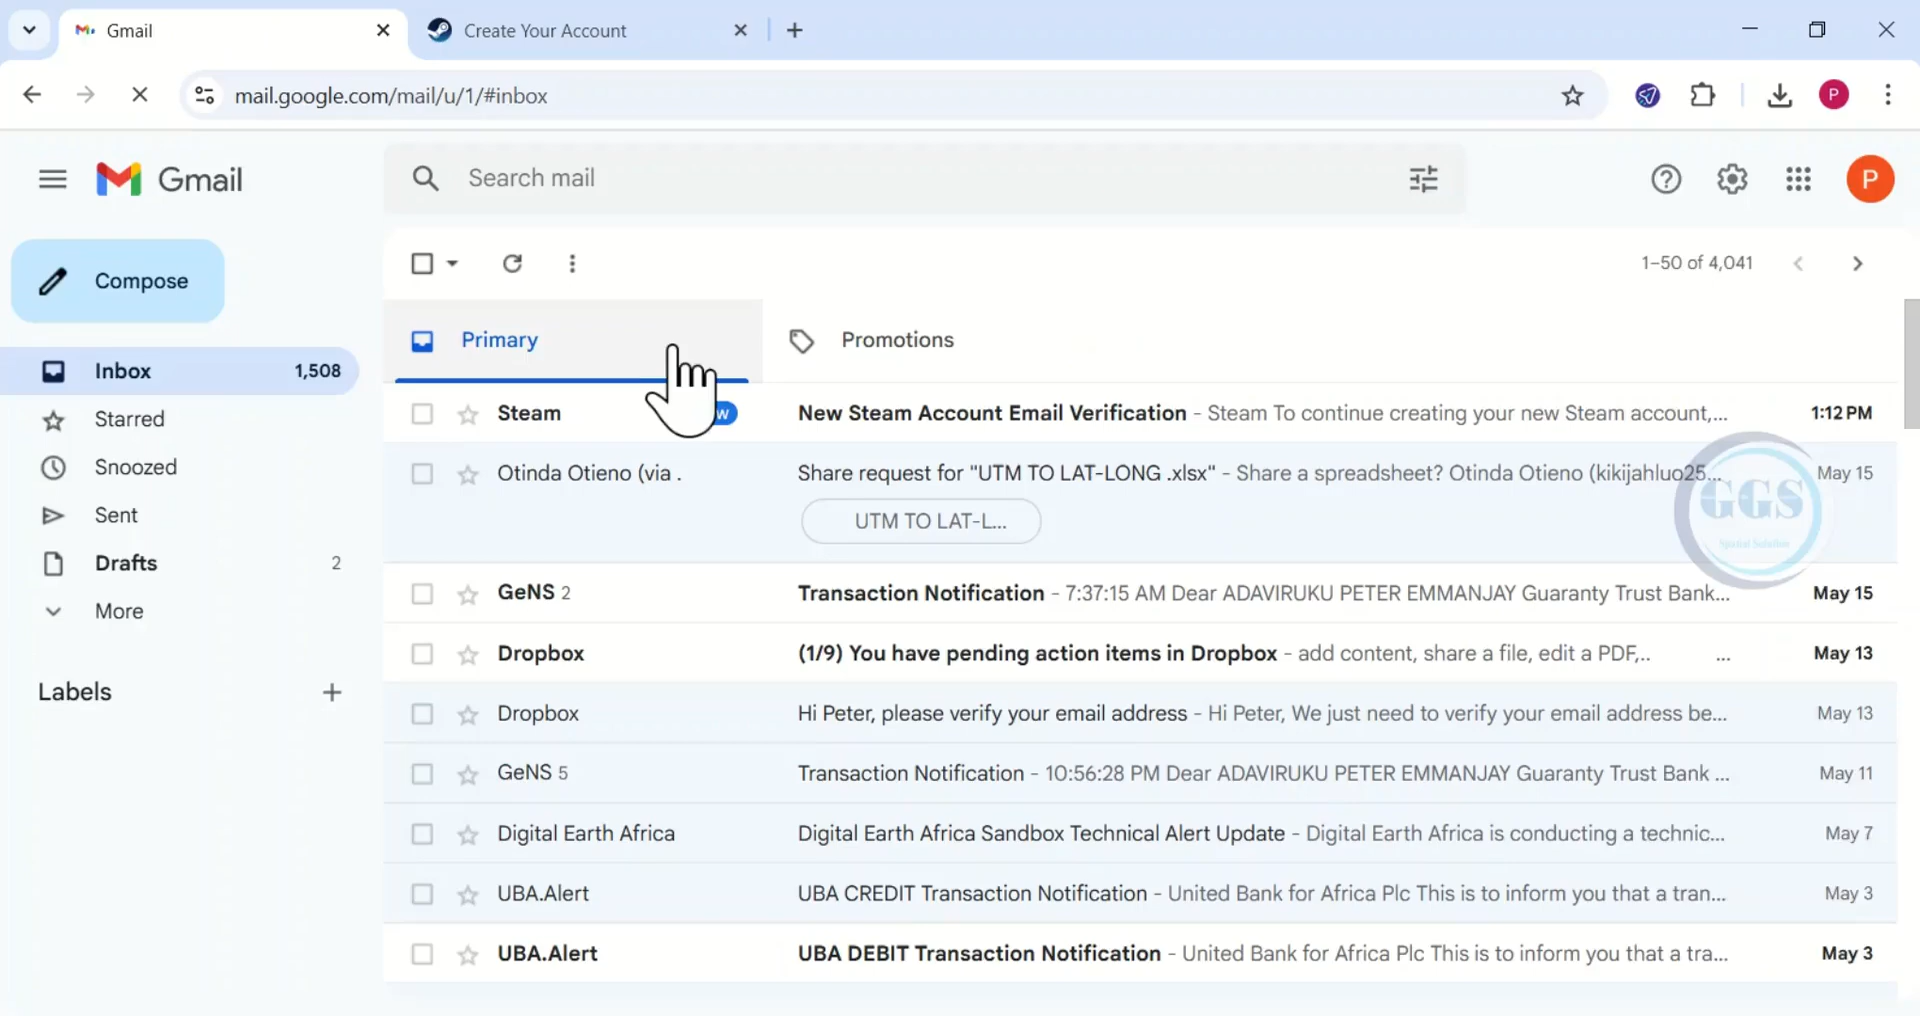 Gmail
Create Your Account
mail.google.com/mail/u/1/#inbox
P
Gmail
Search mail
P
Compose
1–50 of 4,041
Primary
Promotions
Inbox 1,508
Starred
Snoozed
Sent
Drafts 2
More
Labels
Steam
w
New Steam Account Email Verification - Steam To continue creating your new Steam account,... 1:12 PM
Otinda Otieno (via . Share request for "UTM TO LAT-LONG .xlsx" - Share a spreadsheet? Otinda Otieno (kikijahluo25... May 15
UTM TO LAT-L...
GGS
Spatial Solution
GeNS 2 Transaction Notification - 7:37:15 AM Dear ADAVIRUKU PETER EMMANJAY Guaranty Trust Bank... May 15
Dropbox (1/9) You have pending action items in Dropbox - add content, share a file, edit a PDF,.. ... May 13
Dropbox Hi Peter, please verify your email address - Hi Peter, We just need to verify your email address be... May 13
GeNS 5 Transaction Notification - 10:56:28 PM Dear ADAVIRUKU PETER EMMANJAY Guaranty Trust Bank ... May 11
Digital Earth Africa Digital Earth Africa Sandbox Technical Alert Update - Digital Earth Africa is conducting a technic... May 7
UBA.Alert UBA CREDIT Transaction Notification - United Bank for Africa Plc This is to inform you that a tran... May 3
UBA.Alert UBA DEBIT Transaction Notification - United Bank for Africa Plc This is to inform you that a tra... May 3